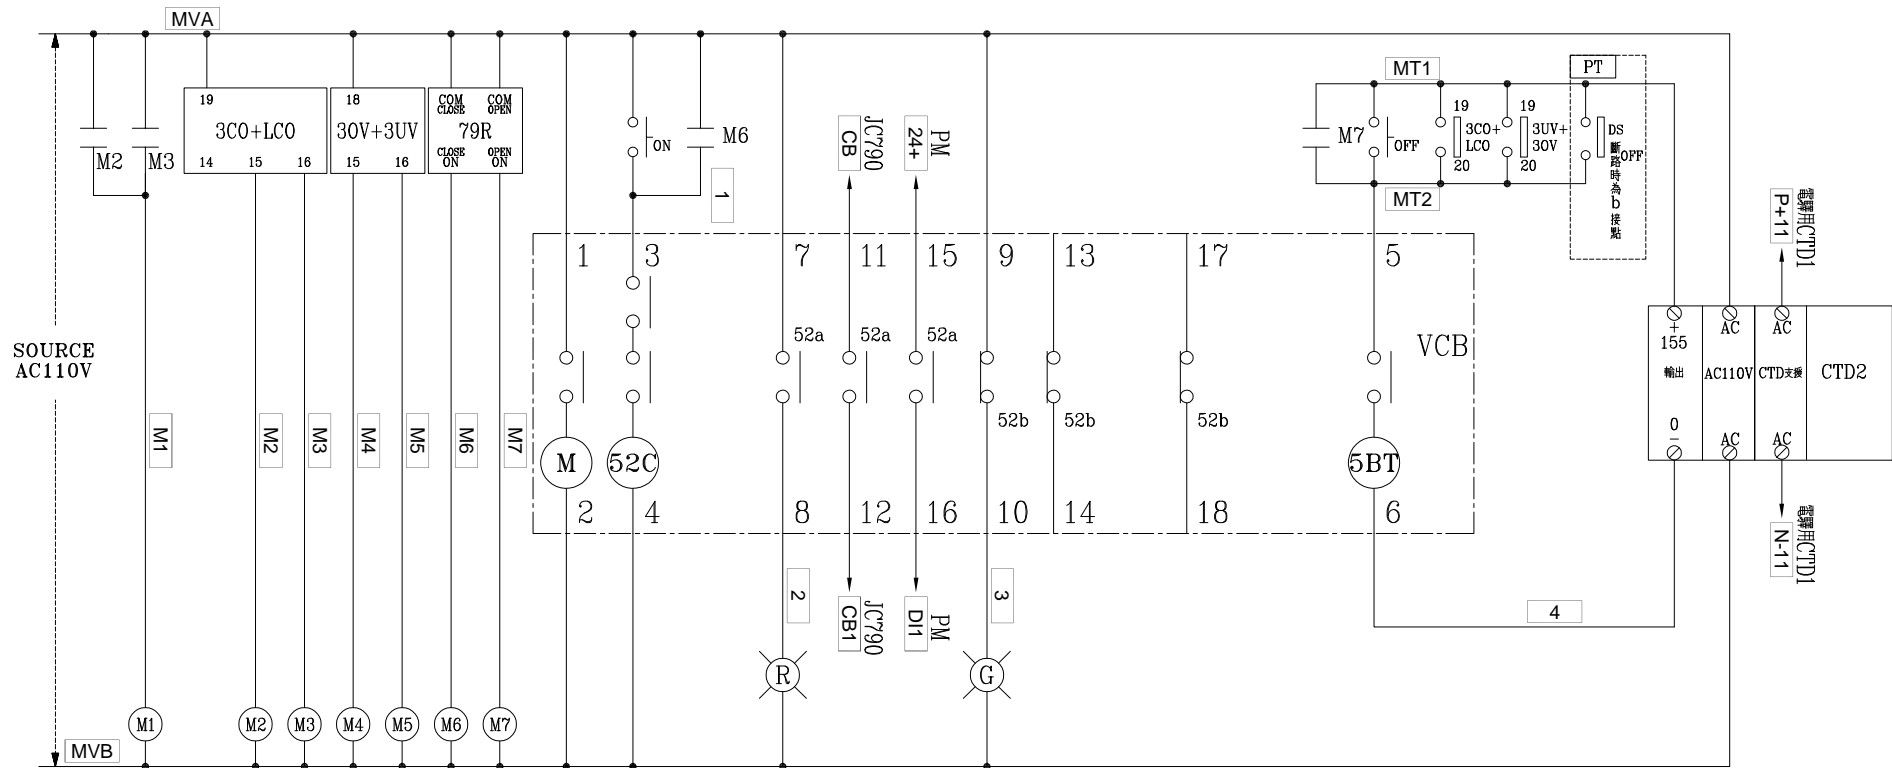 MVA
SOURCE
AC110V
MVB
M2
M3
M1
M1
19
3CO+LCO
14
15
16
M2
M3
M2
M3
18
3OV+3UV
15
16
M4
M5
M4
M5
COM
CLOSE
COM
OPEN
79R
CLOSE
ON
OPEN
ON
M6
M7
M6
M7
ON
M6
1
1
3
7
11
15
9
13
17
5
JC790
CB
PM
24+
52a
52a
52a
52b
52b
52b
VCB
M
52C
5BT
2
4
8
12
16
10
14
18
6
2
JC790
CB1
PM
DI1
3
R
G
MT1
M7
OFF
19
3CO+
LCO
20
19
3UV+
3OV
20
PT
DS
OFF
斷路時為b接點
MT2
4
電驛用CTD1
P+11
+
155
輸出
0
-
AC
AC110V
AC
AC
CTD支援
AC
CTD2
電驛用CTD1
N-11